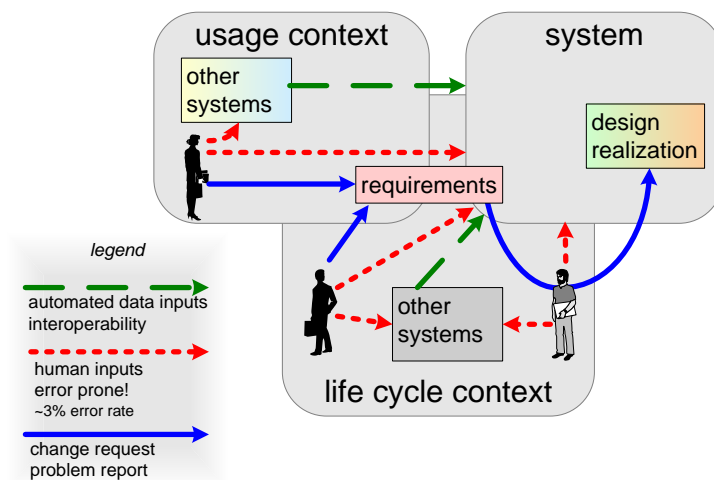 usage context
system
other
systems
design
realization
requirements
legend
automated data inputs
interoperability
human inputs
error prone!
~3% error rate
change request
problem report
other
systems
life cycle context